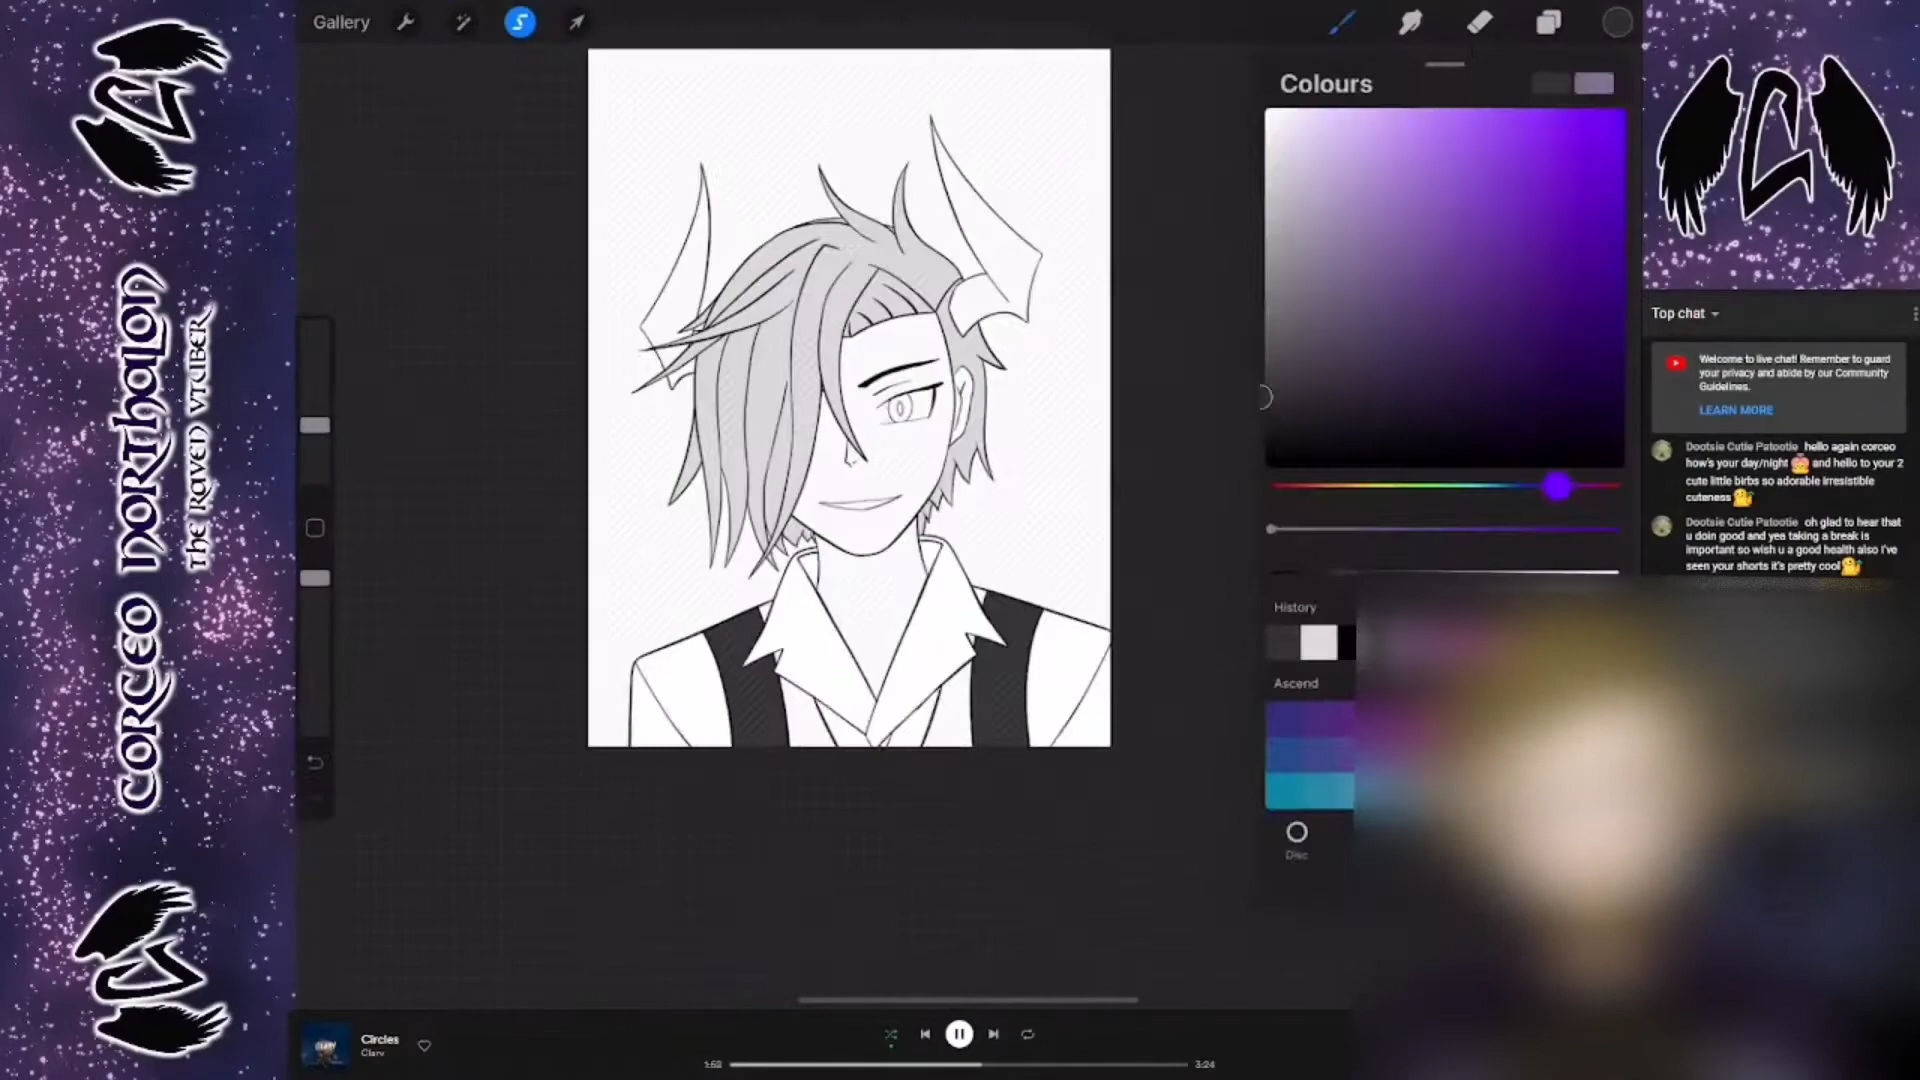 Gallery
Colours
CORCEO NORTHALON
THE RAVEN VTUBER
Top chat
Welcome to live chat! Remember to guard
your privacy and abide by our Community
Guidelines.
LEARN MORE
Dootsie Cutie Patootie hello again corceo
how's your day/night and hello to your 2
cute little birbs so adorable irresistible
cuteness
Dootsie Cutie Patootie oh glad to hear that
u doin good and yea taking a break is
important so wish u a good health also I've
seen your shorts it's pretty cool
History
Ascend
Disc
Circles
Clarv
1:52
3:24